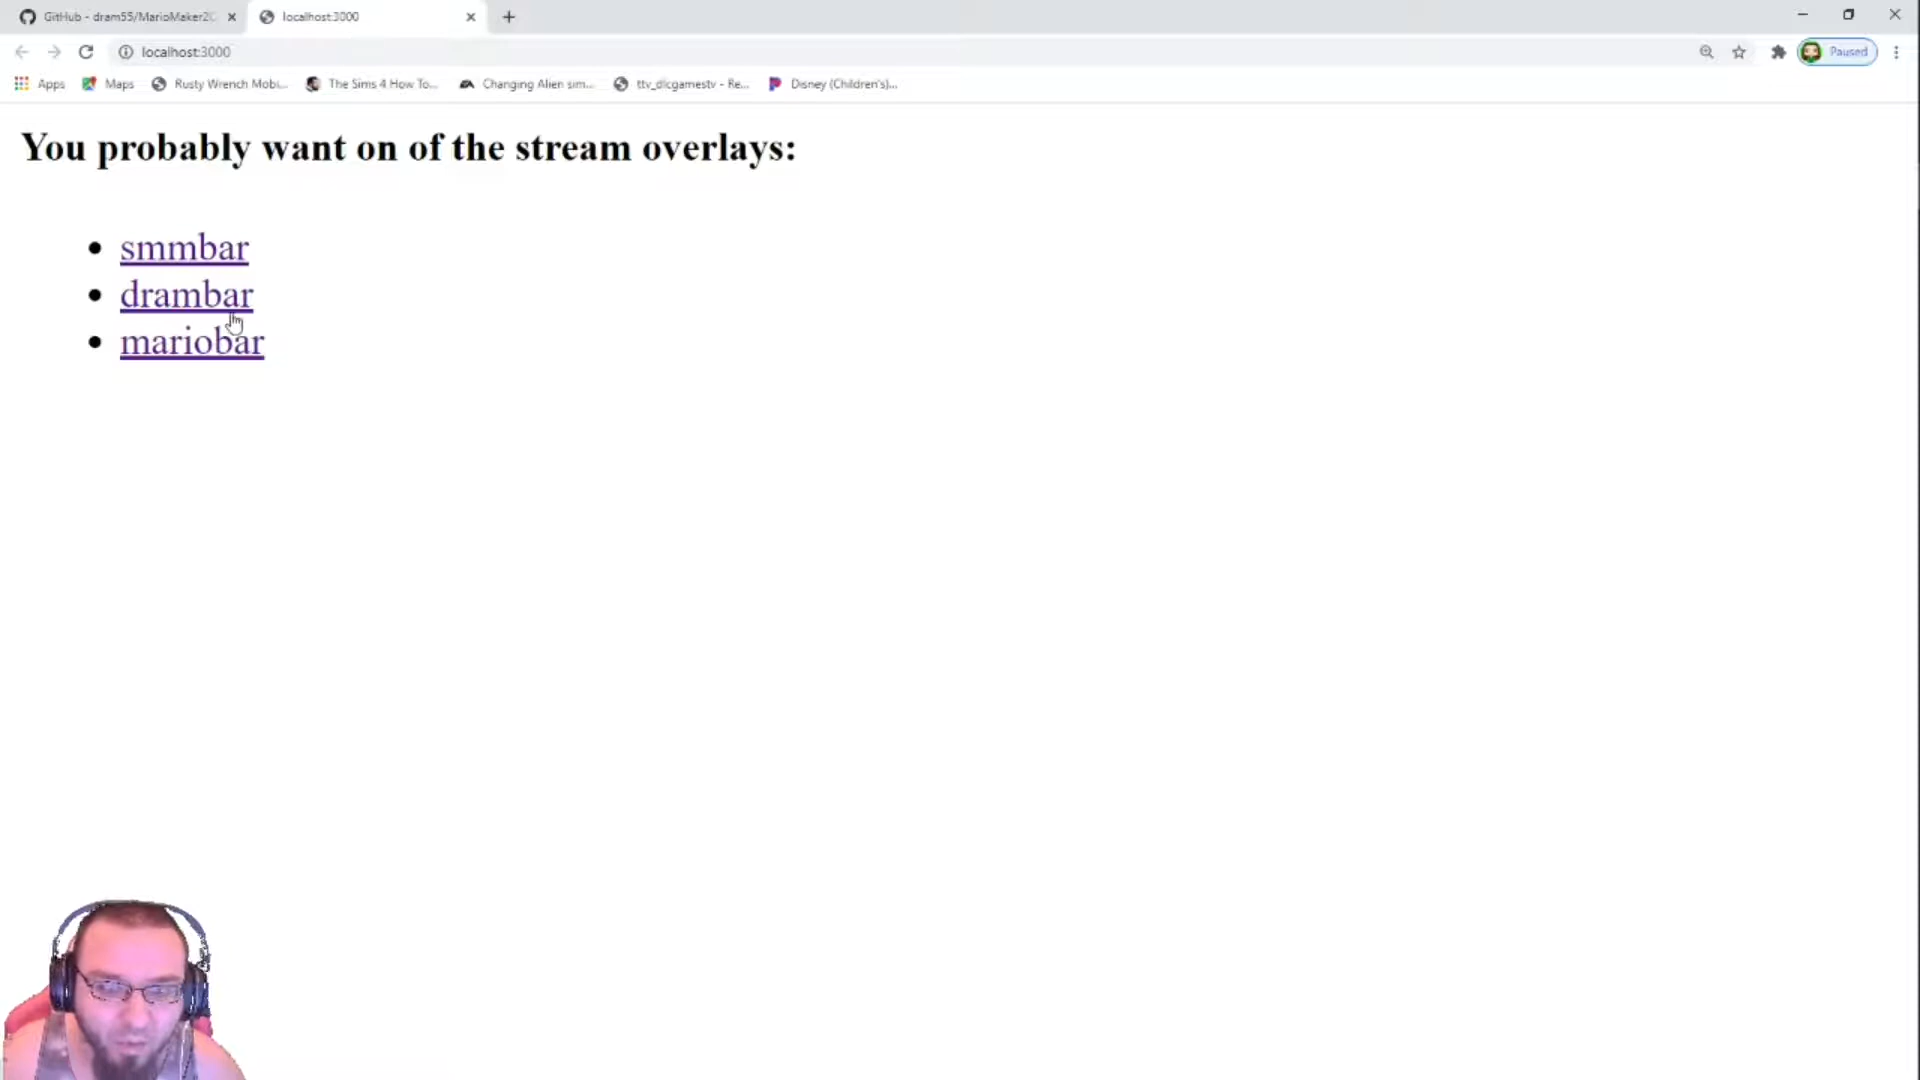 GitHub - dram55/MarioMaker2O
localhost:3000
localhost:3000
Paused
Apps
Maps
Rusty Wrench Mobi...
The Sims 4 How To...
Changing Alien sim...
ttv_dlcgamestv - Re...
Disney (Children's)...
You probably want on of the stream overlays:
smmbar
drambar
mariobar